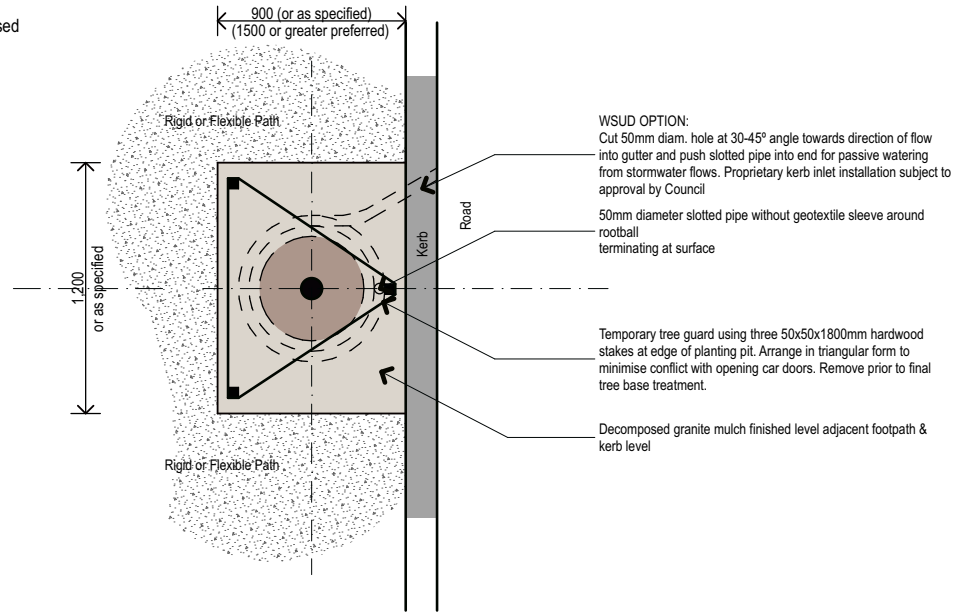 sed
900 (or as specified)
(1500 or greater preferred)
Rigid or Flexible Path
1,200
or as specified
Kerb
Road
Rigid or Flexible Path
WSUD OPTION:
Cut 50mm diam. hole at 30-45º angle towards direction of flow
into gutter and push slotted pipe into end for passive watering
from stormwater flows. Proprietary kerb inlet installation subject to
approval by Council
50mm diameter slotted pipe without geotextile sleeve around
rootball
terminating at surface
Temporary tree guard using three 50x50x1800mm hardwood
stakes at edge of planting pit. Arrange in triangular form to
minimise conflict with opening car doors. Remove prior to final
tree base treatment.
Decomposed granite mulch finished level adjacent footpath &
kerb level